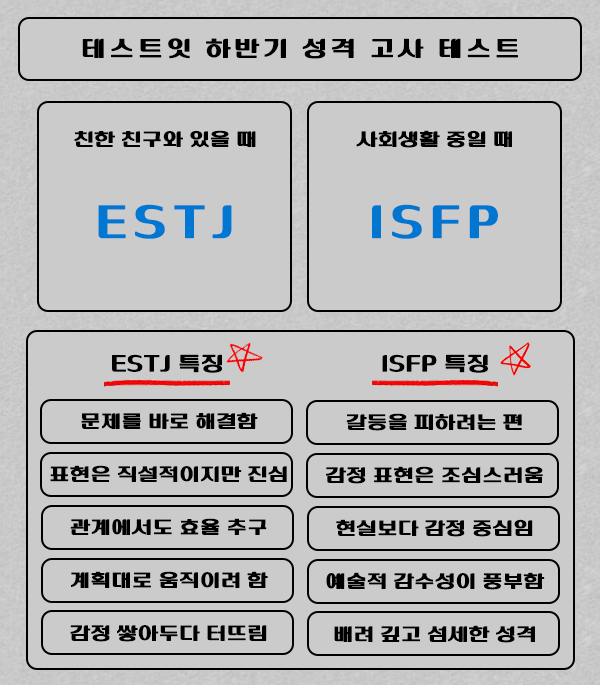 테스트잇 하반기 성격 고사 테스트
친한 친구와 있을 때
사회생활 중일 때
ESTJ
ISFP
ESTJ 특징
ISFP 특징
문제를 바로 해결함
갈등을 피하려는 편
표현은 직설적이지만 진심
감정 표현은 조심스러움
관계에서도 효율 추구
현실보다 감정 중심임
계획대로 움직이려 함
예술적 감수성이 풍부함
감정 쌓아두다 터뜨림
배려 깊고 섬세한 성격